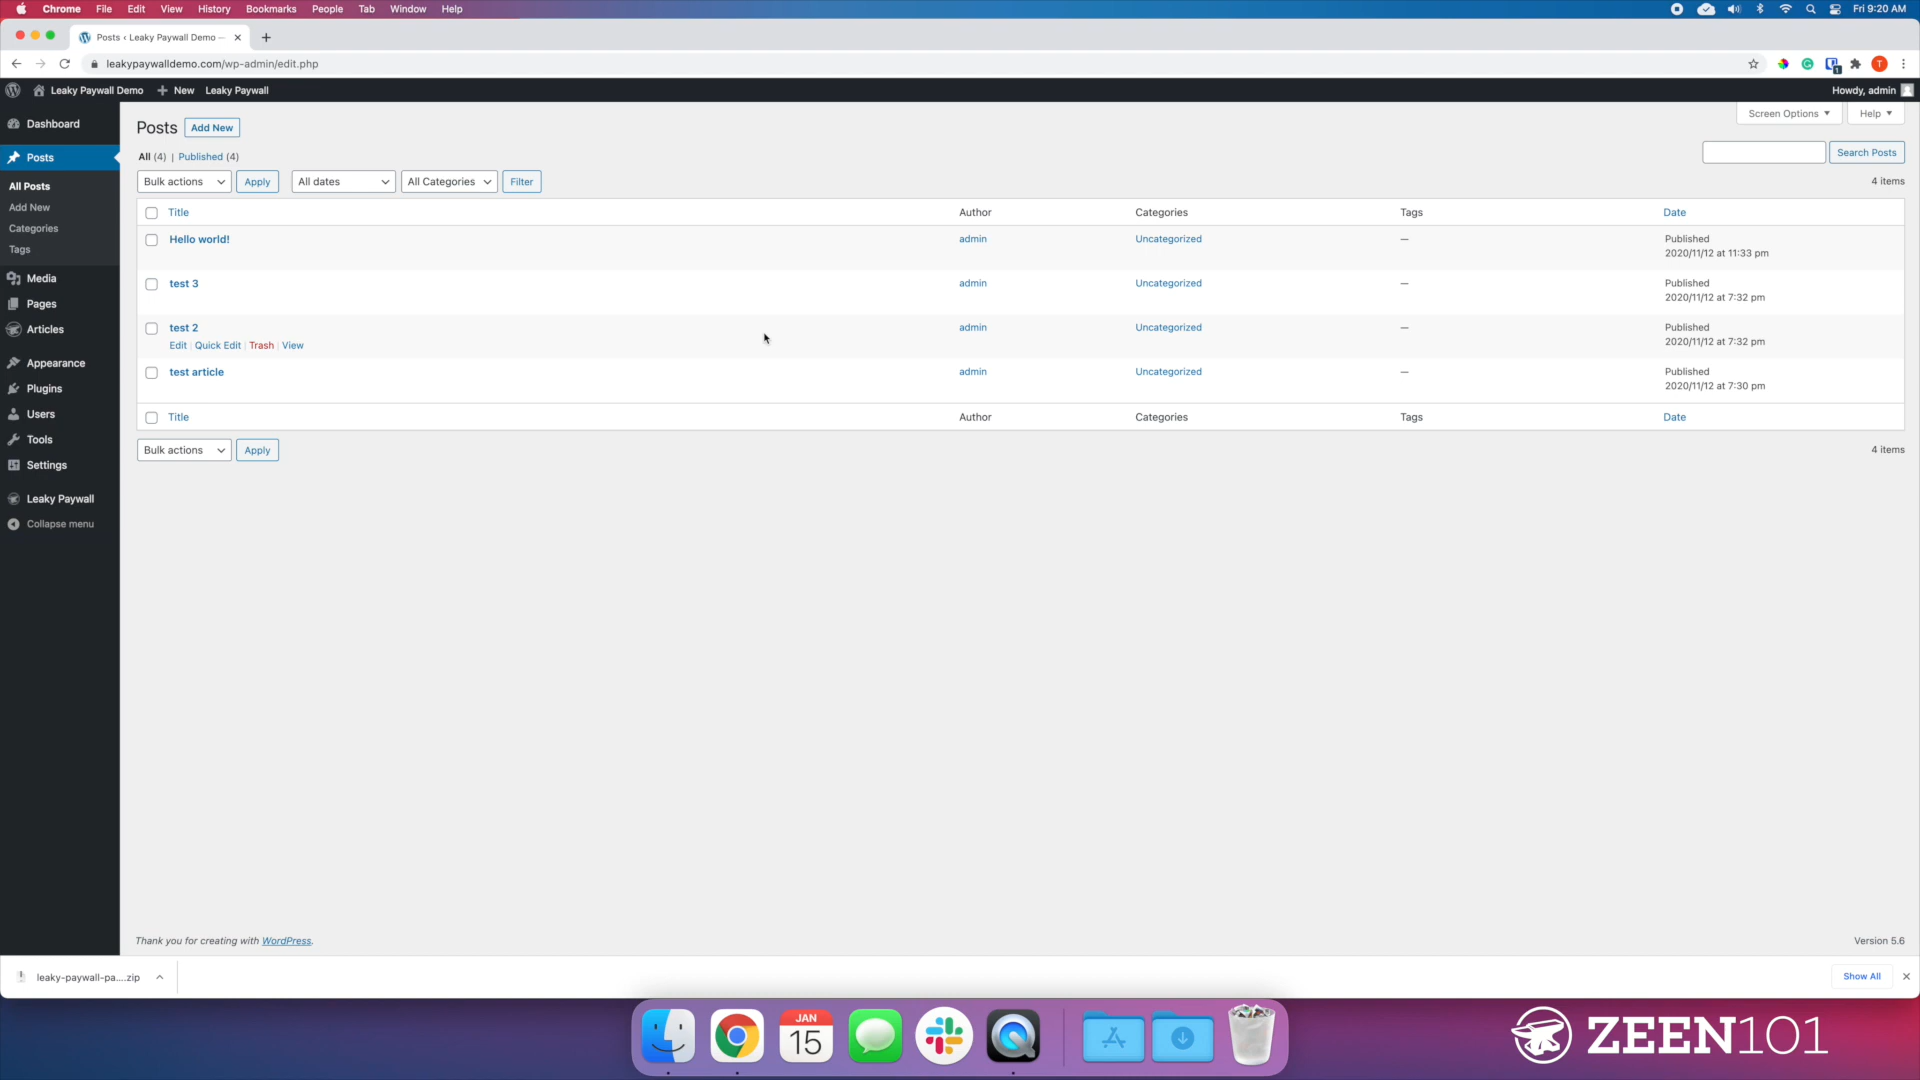 Chrome File Edit View History Bookmarks People Tab Window Help Fri 9:20 AM
Posts ‹ Leaky Paywall Demo —
leakypaywalldemo.com/wp-admin/edit.php
1 T
Leaky Paywall Demo New Leaky Paywall Howdy, admin
Screen Options Help
Dashboard
Posts
All Posts
Add New
Categories
Tags
Media
Pages
Articles
Appearance
Plugins
Users
Tools
Settings
Leaky Paywall
Collapse menu
Posts Add New
All (4) | Published (4)
Search Posts
Bulk actions Apply All dates All Categories Filter 4 items
Title Author Categories Tags Date
Hello world! admin Uncategorized — Published
2020/11/12 at 11:33 pm
test 3 admin Uncategorized — Published
2020/11/12 at 7:32 pm
test 2 admin Uncategorized — Published
Edit | Quick Edit | Trash | View 2020/11/12 at 7:32 pm
test article admin Uncategorized — Published
2020/11/12 at 7:30 pm
Title Author Categories Tags Date
Bulk actions Apply 4 items
Thank you for creating with WordPress. Version 5.6
leaky-paywall-pa....zip Show All
JAN
15
ZEEN101